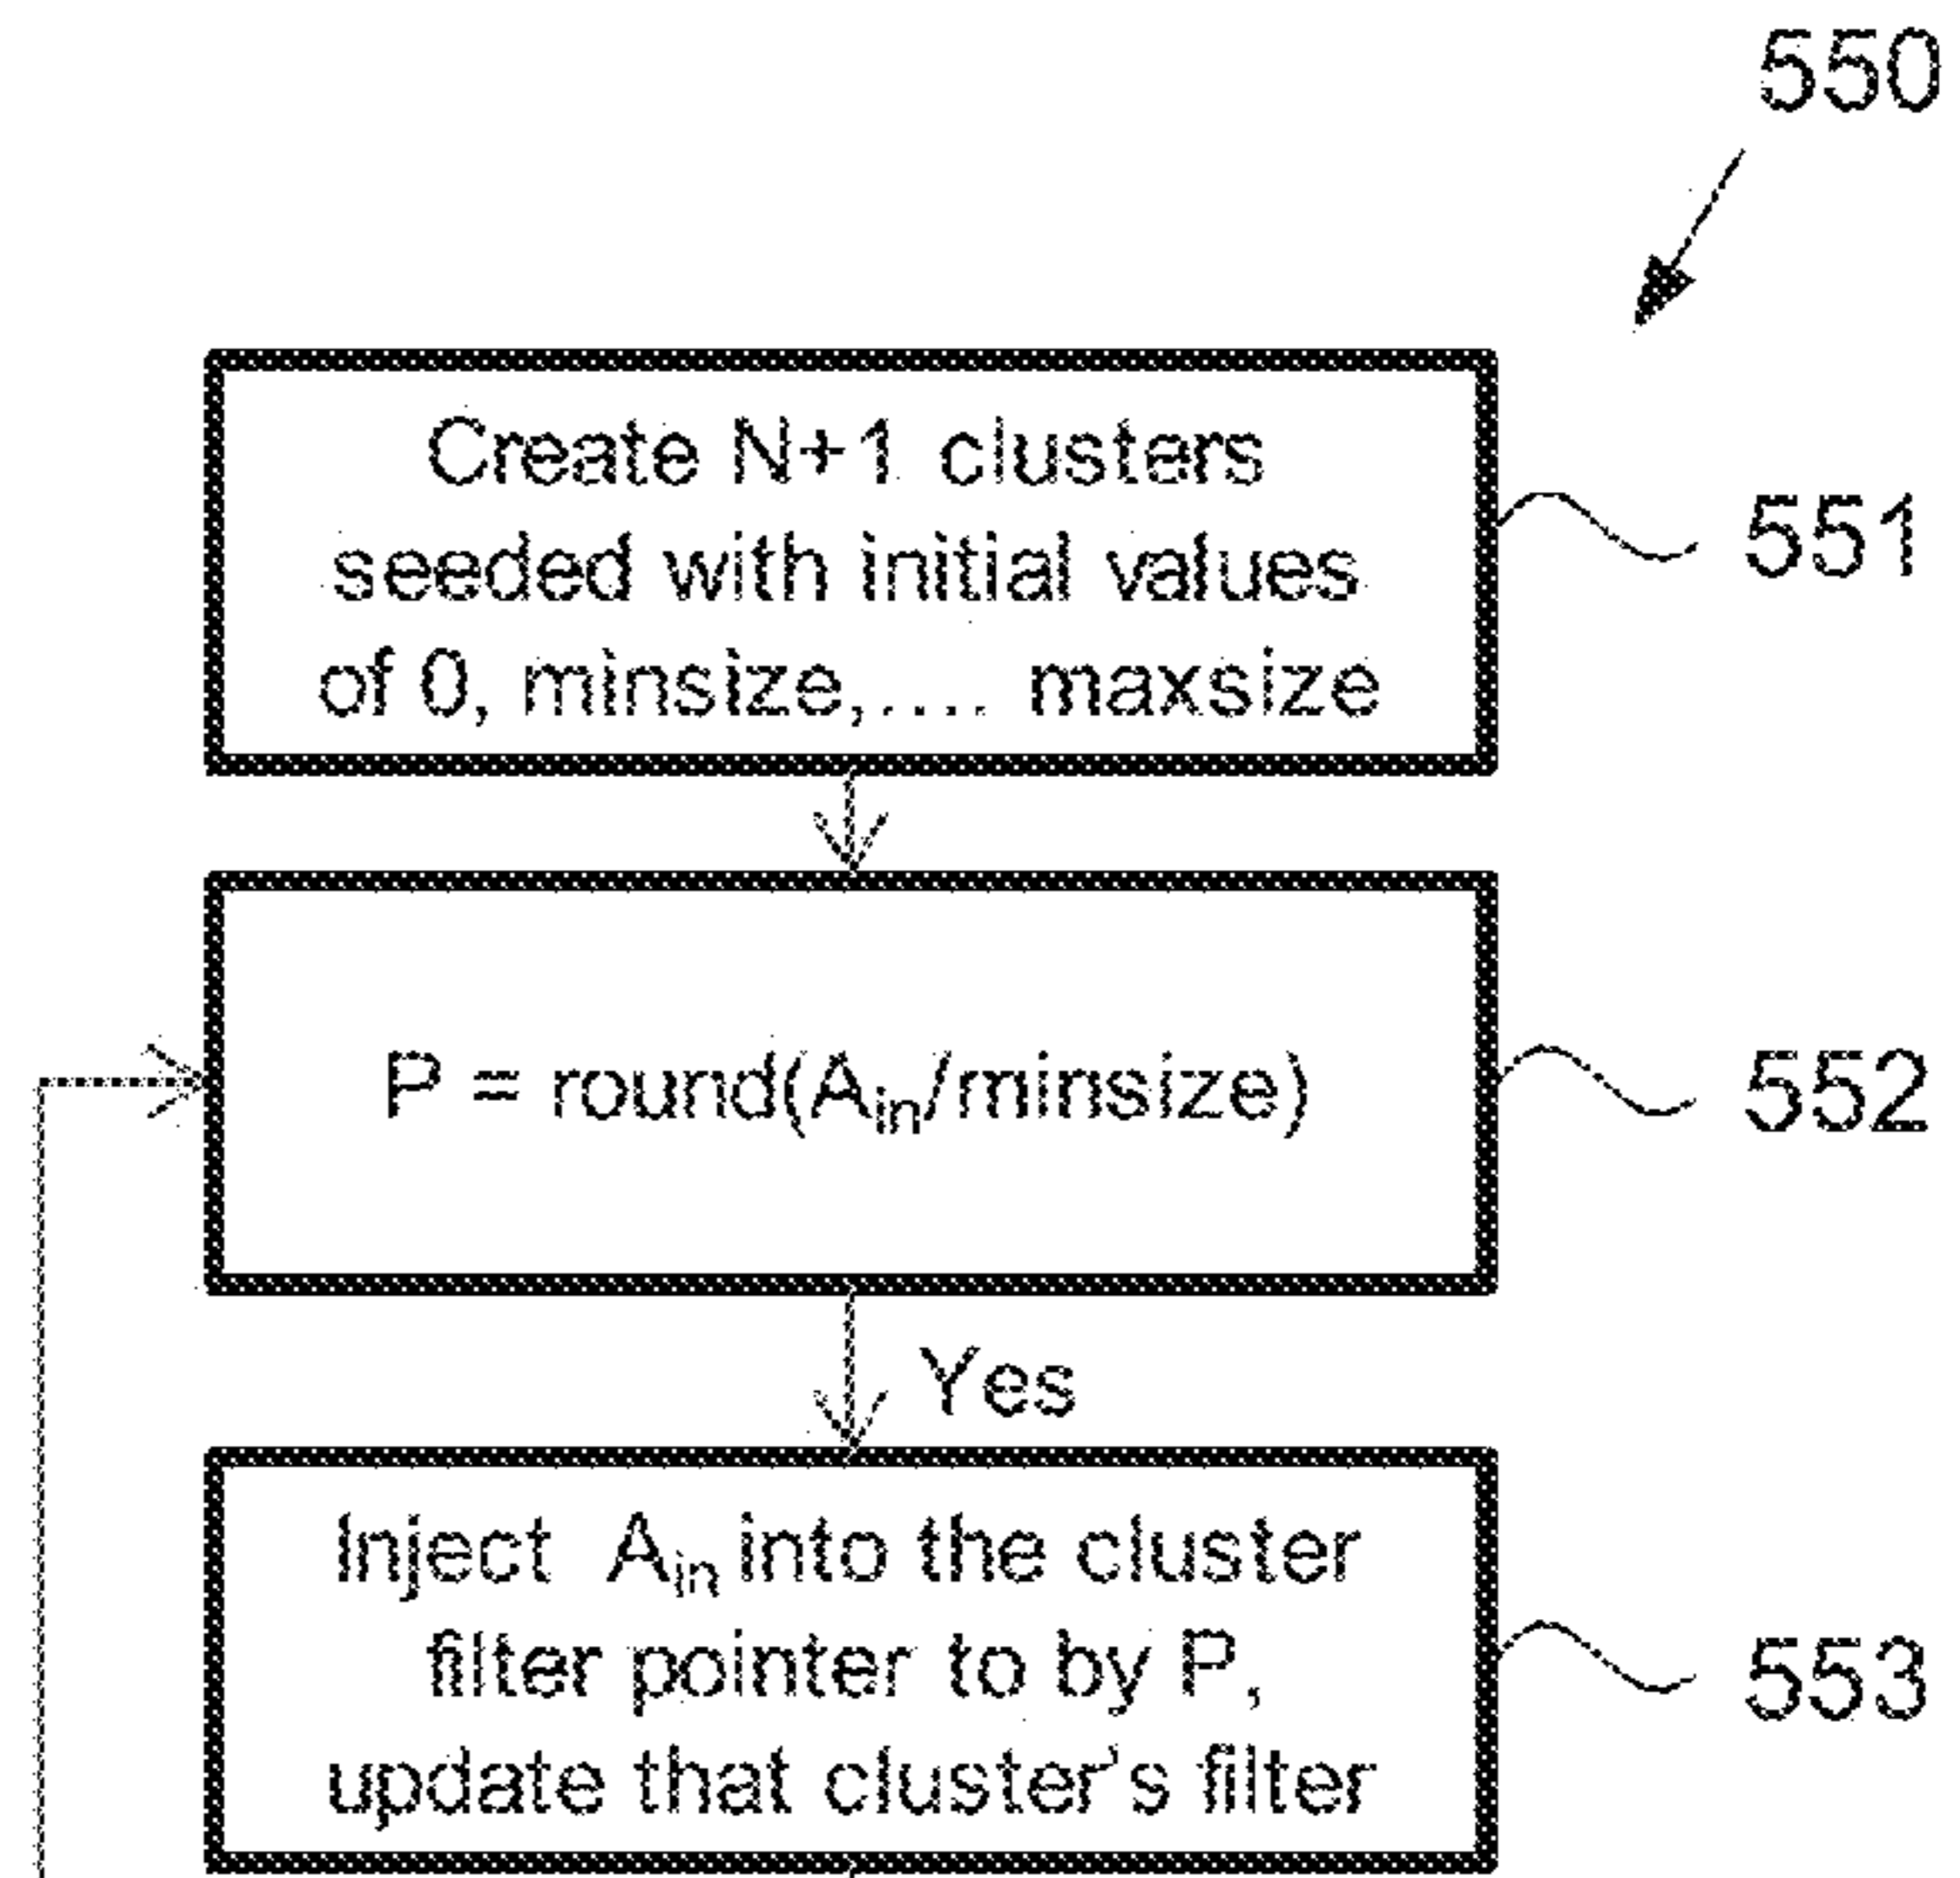 550
Create N+1 clusters
seeded with initial values
of 0, minsize,.... maxsize
551
P = round(Ain/minsize)
552
Yes
Inject Ain into the cluster
filter pointer to by P,
update that cluster's filter
553